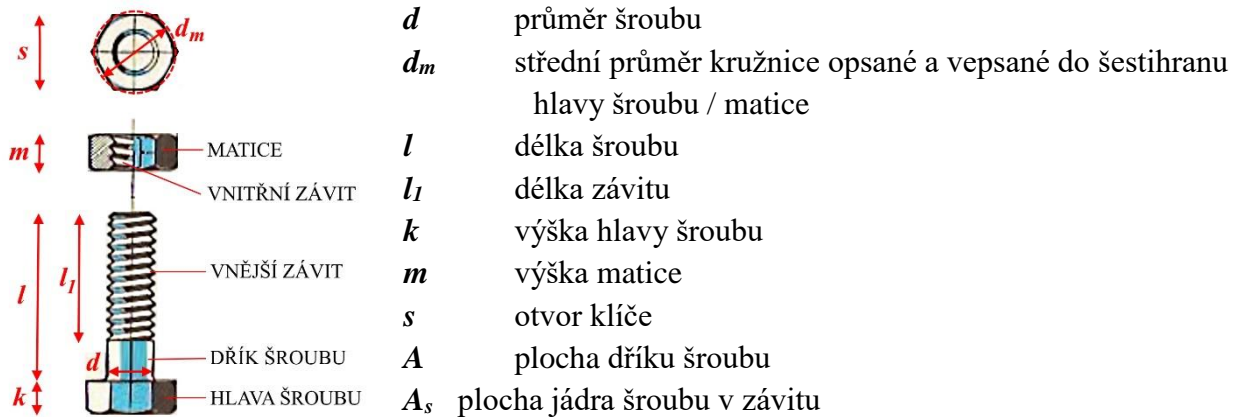 s
dm
m
MATICE
VNITŘNÍ ZÁVIT
l
l1
VNĚJŠÍ ZÁVIT
d
DŘÍK ŠROUBU
k
HLAVA ŠROUBU
d průměr šroubu
dm střední průměr kružnice opsané a vepsané do šestihranu
hlavy šroubu / matice
l délka šroubu
l1 délka závitu
k výška hlavy šroubu
m výška matice
s otvor klíče
A plocha dříku šroubu
As plocha jádra šroubu v závitu